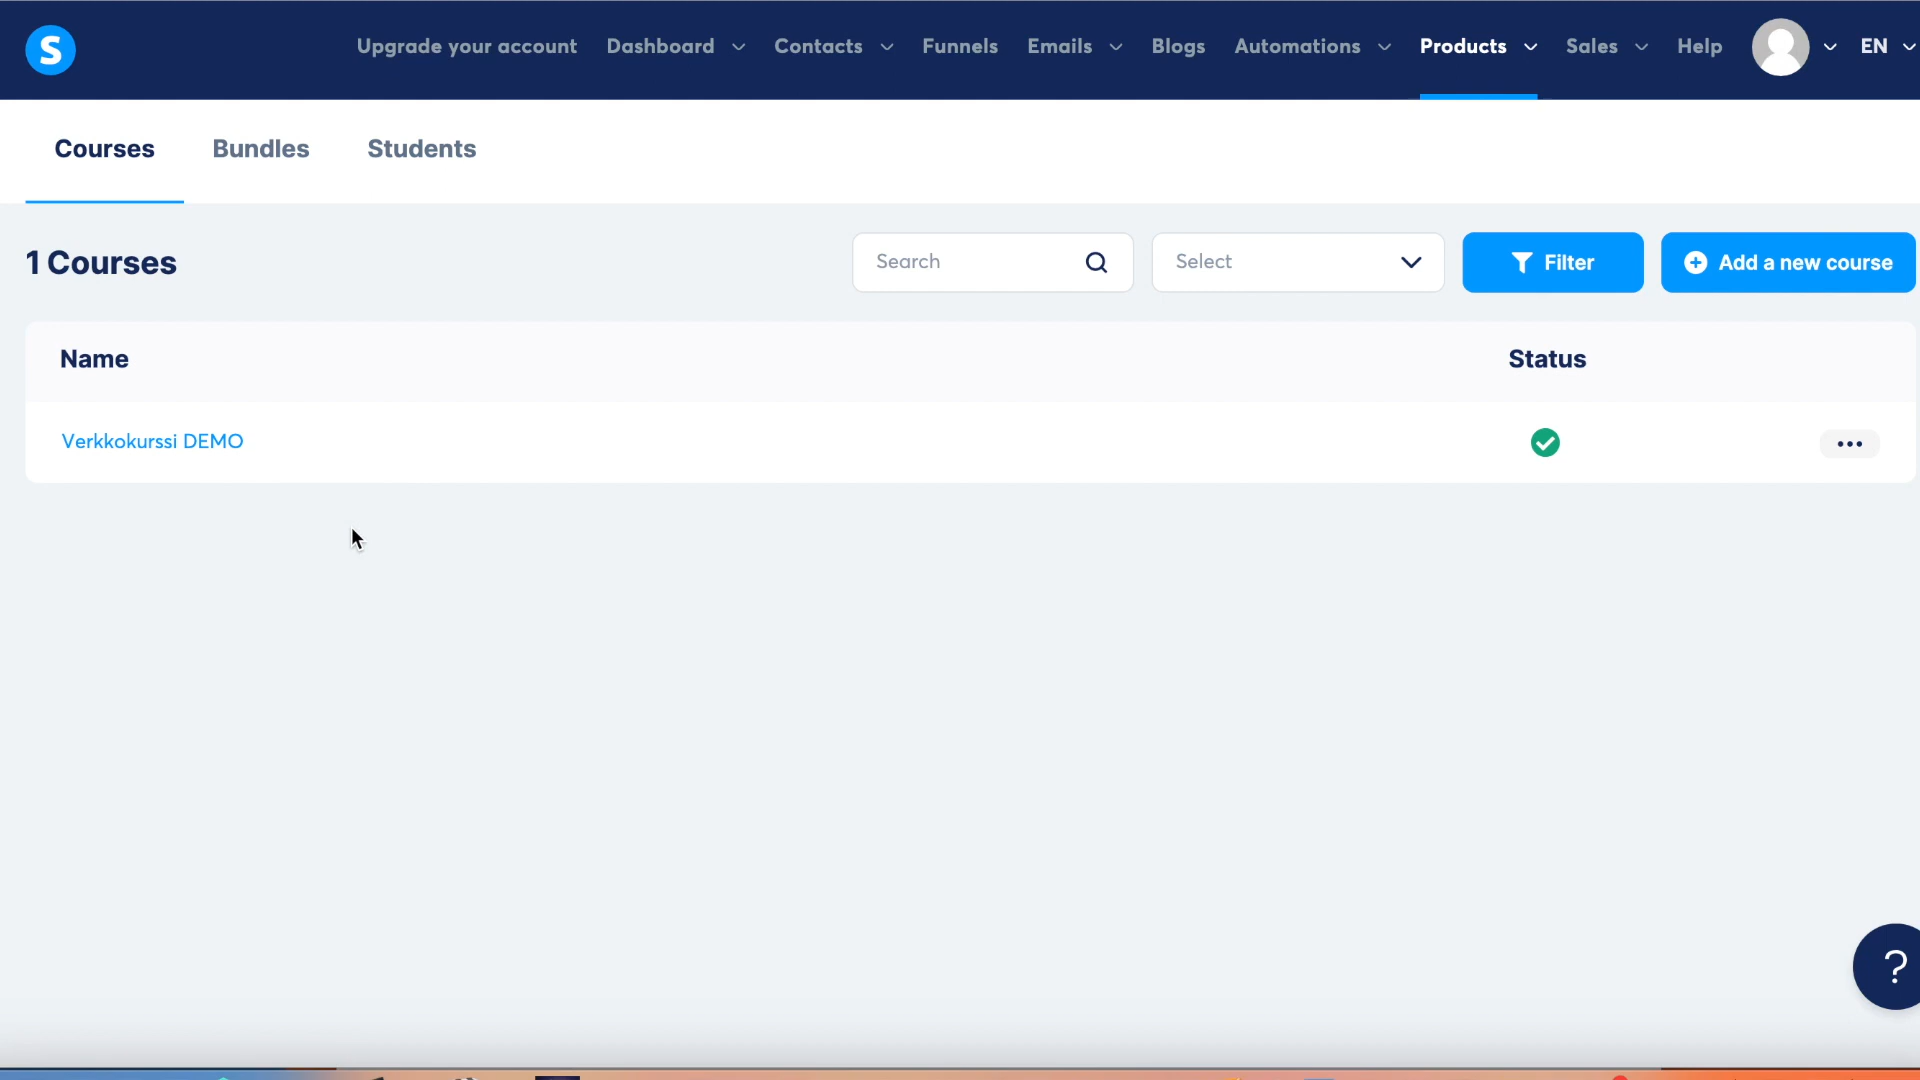 S
Upgrade your account Dashboard Contacts Funnels Emails Blogs Automations Products Sales Help EN
Courses Bundles Students
1 Courses Search Select Filter Add a new course
Name Status
Verkkokurssi DEMO
?